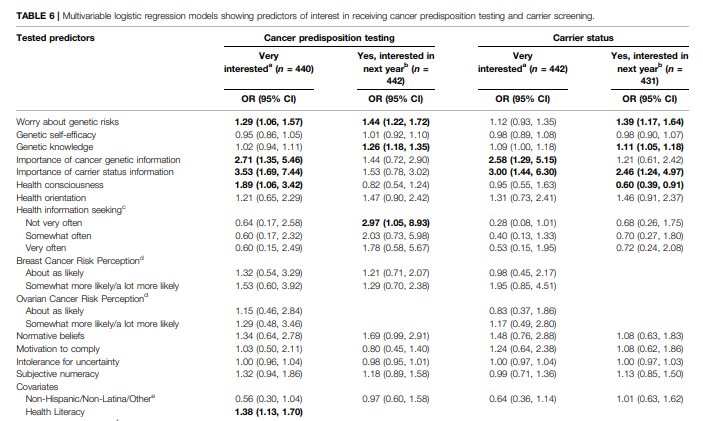 TABLE 6 | Multivariable logistic regression models showing predictors of interest in receiving cancer predisposition testing and carrier screening.
Tested predictors Cancer predisposition testing Carrier status
Very interestedᵃ (n = 440) Yes, interested in next yearᵇ (n = 442) Very interestedᵃ (n = 442) Yes, interested in next yearᵇ (n = 431)
OR (95% CI) OR (95% CI) OR (95% CI) OR (95% CI)
Worry about genetic risks 1.29 (1.06, 1.57) 1.44 (1.22, 1.72) 1.12 (0.93, 1.35) 1.39 (1.17, 1.64)
Genetic self-efficacy 0.95 (0.86, 1.05) 1.01 (0.92, 1.10) 0.98 (0.89, 1.08) 0.98 (0.90, 1.07)
Genetic knowledge 1.02 (0.94, 1.11) 1.26 (1.18, 1.35) 1.09 (1.00, 1.18) 1.11 (1.05, 1.18)
Importance of cancer genetic information 2.71 (1.35, 5.46) 1.44 (0.72, 2.90) 2.58 (1.29, 5.15) 1.21 (0.61, 2.42)
Importance of carrier status information 3.53 (1.69, 7.44) 1.53 (0.78, 3.02) 3.00 (1.44, 6.30) 2.46 (1.24, 4.97)
Health consciousness 1.89 (1.06, 3.42) 0.82 (0.54, 1.24) 0.95 (0.55, 1.63) 0.60 (0.39, 0.91)
Health orientation 1.21 (0.65, 2.29) 1.47 (0.90, 2.42) 1.31 (0.73, 2.41) 1.46 (0.91, 2.37)
Health information seekingᶜ
Not very often 0.64 (0.17, 2.58) 2.97 (1.05, 8.93) 0.28 (0.08, 1.01) 0.68 (0.26, 1.75)
Somewhat often 0.60 (0.17, 2.32) 2.03 (0.73, 5.98) 0.40 (0.13, 1.33) 0.70 (0.27, 1.80)
Very often 0.60 (0.15, 2.49) 1.78 (0.58, 5.67) 0.53 (0.15, 1.95) 0.72 (0.24, 2.08)
Breast Cancer Risk Perceptionᵈ
About as likely 1.32 (0.54, 3.29) 1.21 (0.71, 2.07) 0.98 (0.45, 2.17)
Somewhat more likely/a lot more likely 1.53 (0.60, 3.92) 1.29 (0.70, 2.38) 1.95 (0.85, 4.51)
Ovarian Cancer Risk Perceptionᵈ
About as likely 1.15 (0.46, 2.84) 0.83 (0.37, 1.86)
Somewhat more likely/a lot more likely 1.29 (0.48, 3.46) 1.17 (0.49, 2.80)
Normative beliefs 1.34 (0.64, 2.78) 1.69 (0.99, 2.91) 1.48 (0.76, 2.88) 1.08 (0.63, 1.83)
Motivation to comply 1.03 (0.50, 2.11) 0.80 (0.45, 1.40) 1.24 (0.64, 2.38) 1.08 (0.62, 1.86)
Intolerance for uncertainty 1.00 (0.96, 1.04) 0.98 (0.95, 1.01) 1.00 (0.97, 1.04) 1.00 (0.97, 1.03)
Subjective numeracy 1.32 (0.94, 1.86) 1.18 (0.89, 1.58) 0.99 (0.71, 1.36) 1.13 (0.85, 1.50)
Covariates
Non-Hispanic/Non-Latina/Otherᵉ 0.56 (0.30, 1.04) 0.97 (0.60, 1.58) 0.64 (0.36, 1.14) 1.01 (0.63, 1.62)
Health Literacy 1.38 (1.13, 1.70)